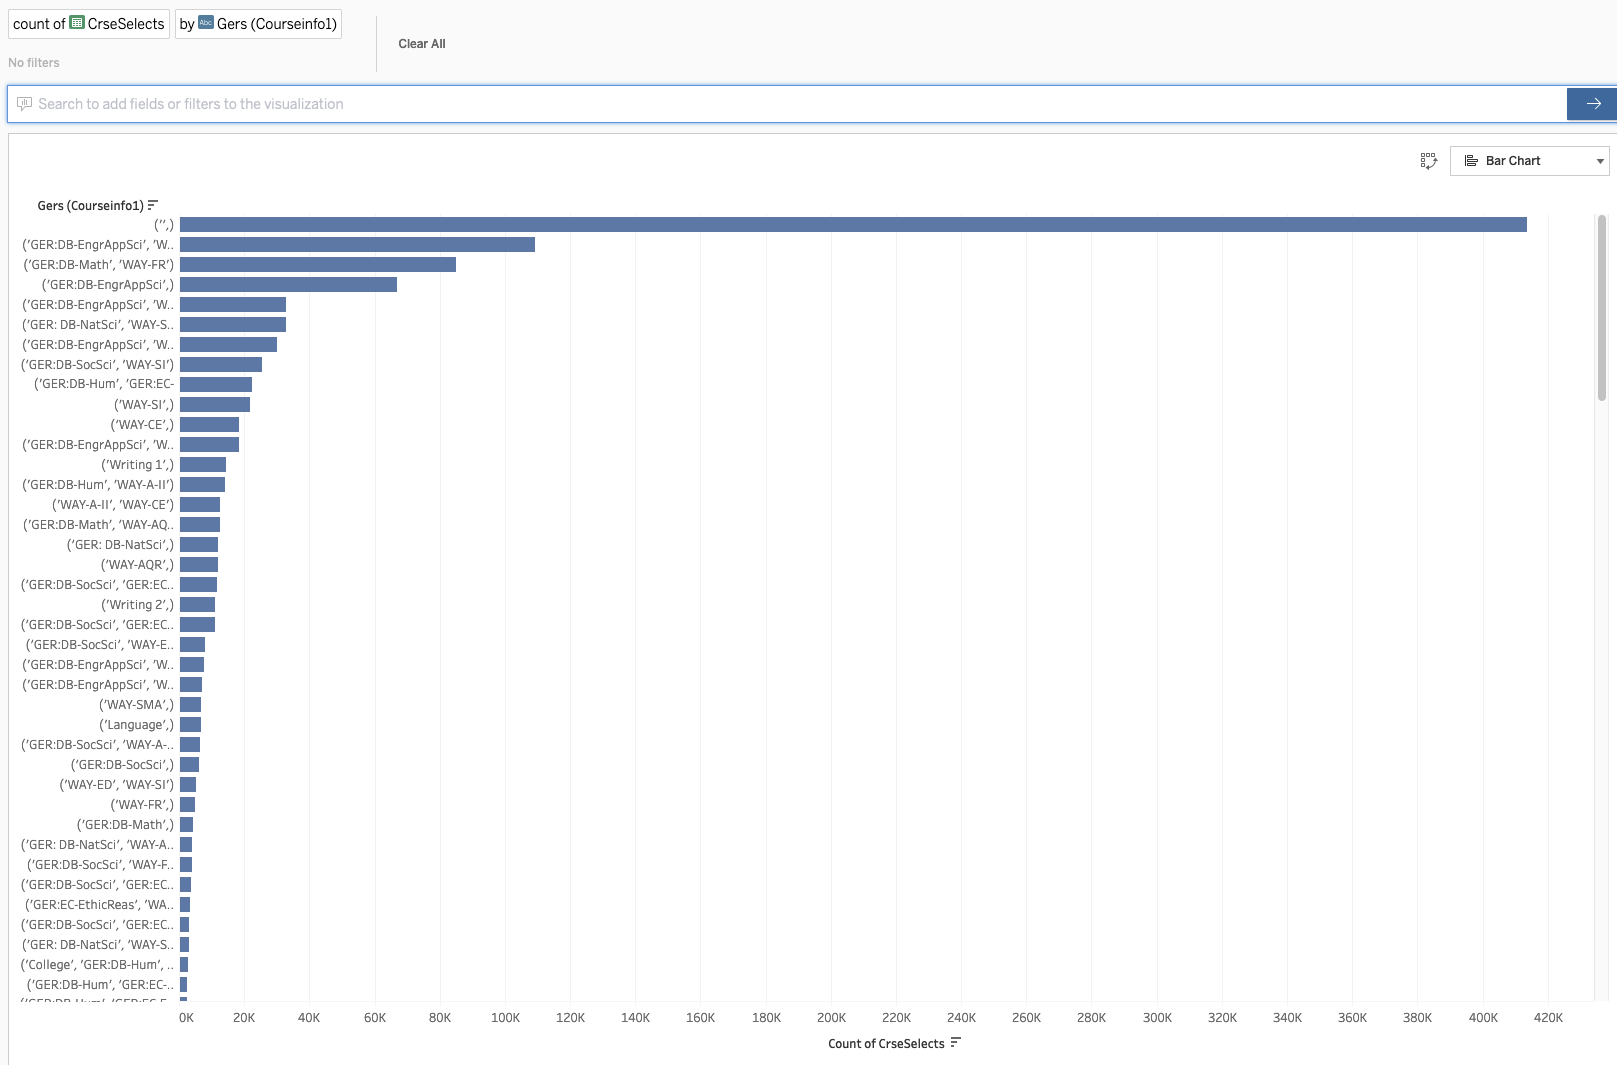 count of CrseSelects by Abc Gers (Courseinfo1)
Clear All
No filters
Search to add fields or filters to the visualization
Bar Chart
Gers (Courseinfo1)
('',)
('GER:DB-EngrAppSci', 'W..
('GER:DB-Math', 'WAY-FR')
('GER:DB-EngrAppSci',)
('GER:DB-EngrAppSci', 'W..
('GER: DB-NatSci', 'WAY-S..
('GER:DB-EngrAppSci', 'W..
('GER:DB-SocSci', 'WAY-SI')
('GER:DB-Hum', 'GER:EC-
('WAY-SI',)
('WAY-CE',)
('GER:DB-EngrAppSci', 'W..
('Writing 1',)
('GER:DB-Hum', 'WAY-A-II')
('WAY-A-II', 'WAY-CE')
('GER:DB-Math', 'WAY-AQ..
('GER: DB-NatSci',)
('WAY-AQR',)
('GER:DB-SocSci', 'GER:EC..
('Writing 2',)
('GER:DB-SocSci', 'GER:EC..
('GER:DB-SocSci', 'WAY-E..
('GER:DB-EngrAppSci', 'W..
('GER:DB-EngrAppSci', 'W..
('WAY-SMA',)
('Language',)
('GER:DB-SocSci', 'WAY-A-..
('GER:DB-SocSci',)
('WAY-ED', 'WAY-SI')
('WAY-FR',)
('GER:DB-Math',)
('GER: DB-NatSci', 'WAY-A..
('GER:DB-SocSci', 'WAY-F..
('GER:DB-SocSci', 'GER:EC..
('GER:EC-EthicReas', 'WA..
('GER:DB-SocSci', 'GER:EC..
('GER: DB-NatSci', 'WAY-S..
('College', 'GER:DB-Hum', ..
('GER:DB-Hum', 'GER:EC-..
0K 20K 40K 60K 80K 100K 120K 140K 160K 180K 200K 220K 240K 260K 280K 300K 320K 340K 360K 380K 400K 420K
Count of CrseSelects